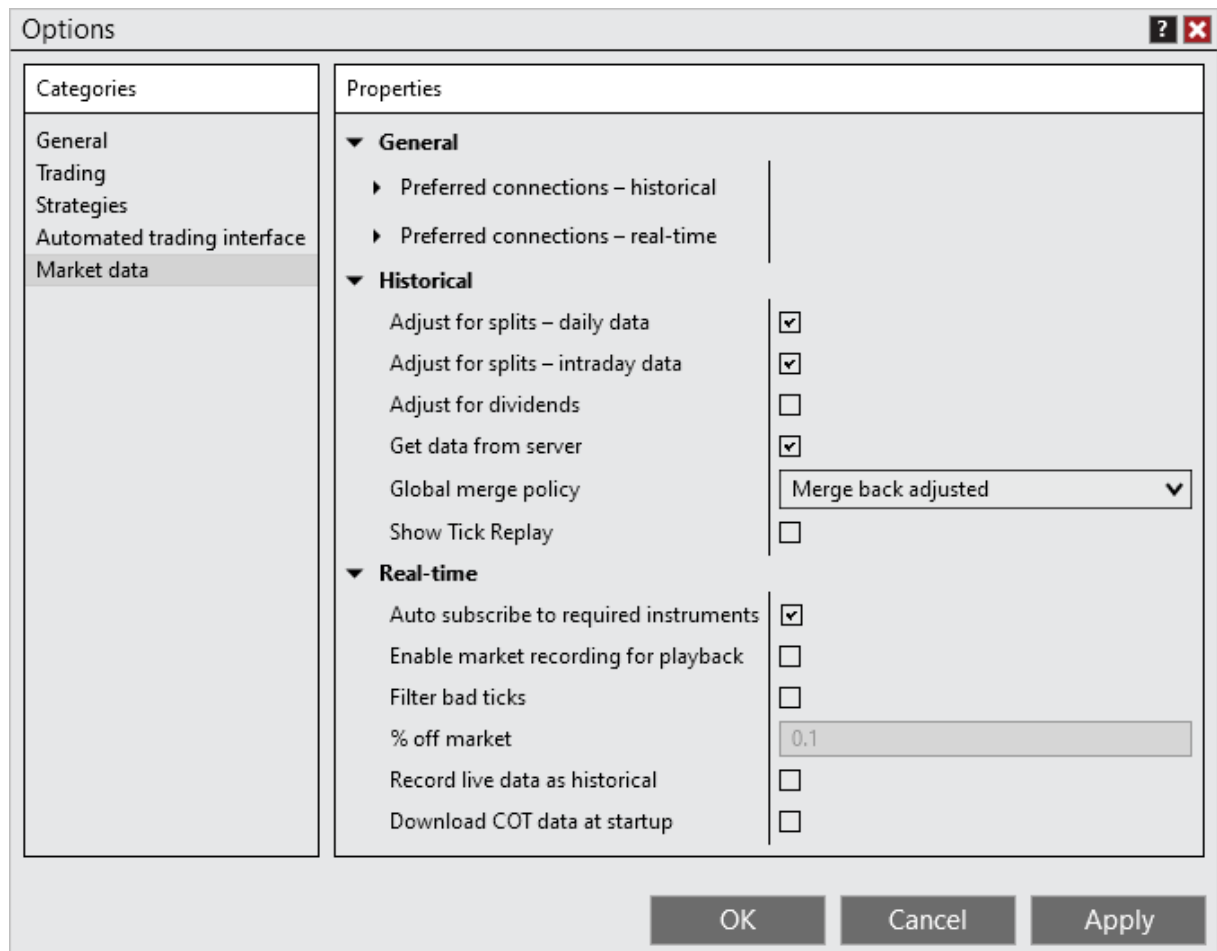 Options
?
Categories
General
Trading
Strategies
Automated trading interface
Market data
Properties
General
Preferred connections – historical
Preferred connections – real-time
Historical
Adjust for splits – daily data
Adjust for splits – intraday data
Adjust for dividends
Get data from server
Global merge policy Merge back adjusted
Show Tick Replay
Real-time
Auto subscribe to required instruments
Enable market recording for playback
Filter bad ticks
% off market 0.1
Record live data as historical
Download COT data at startup
OK Cancel Apply